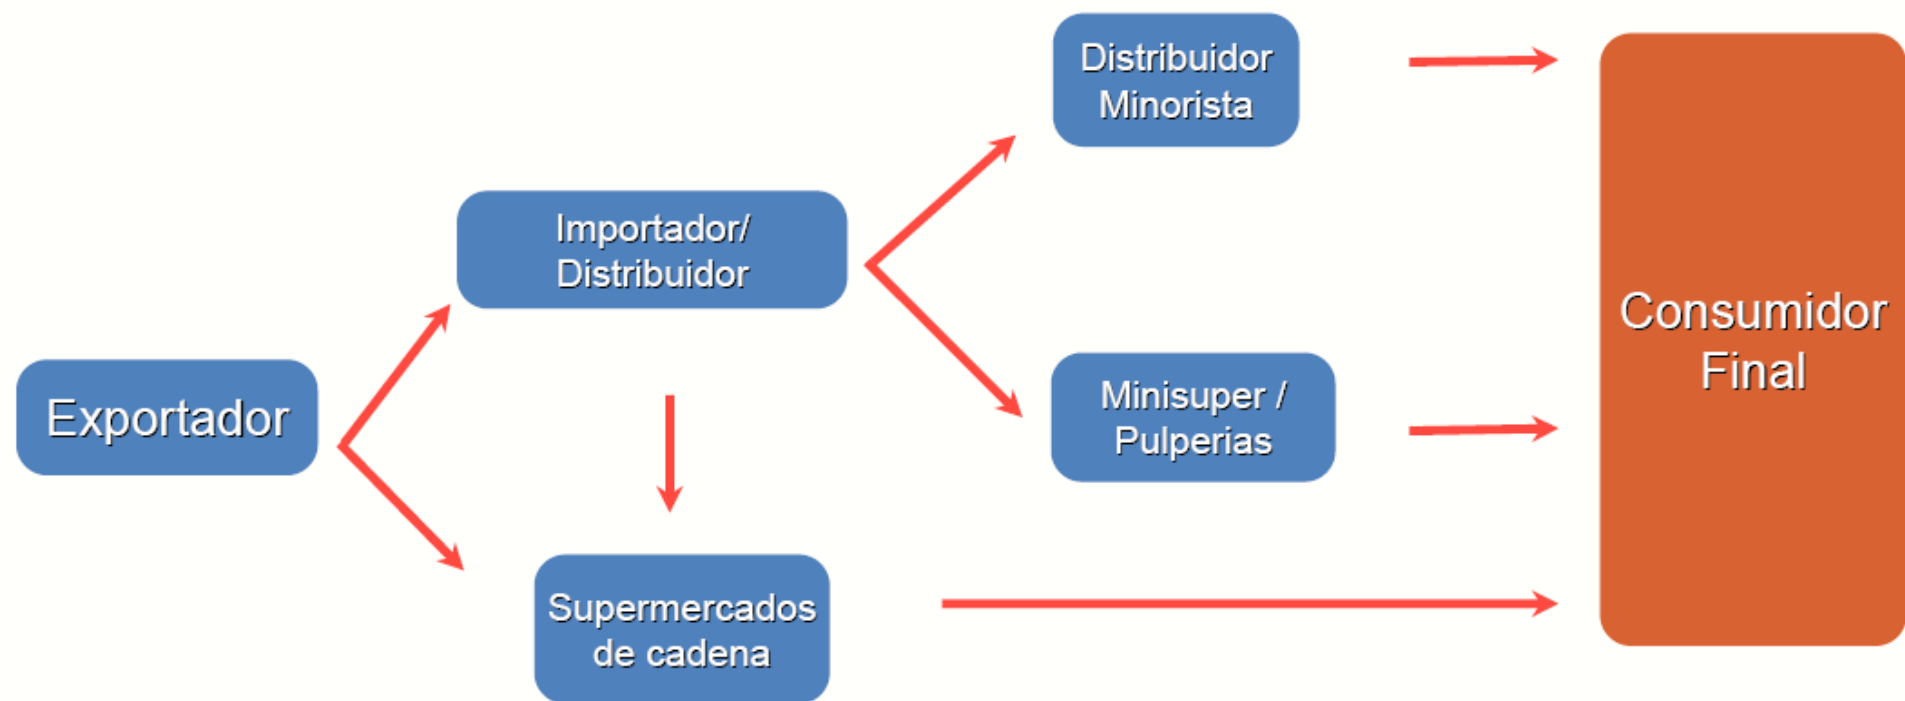 Distribuidor
Minorista
Importador/
Distribuidor
Exportador
Minisuper /
Pulperias
Supermercados
de cadena
Consumidor
Final